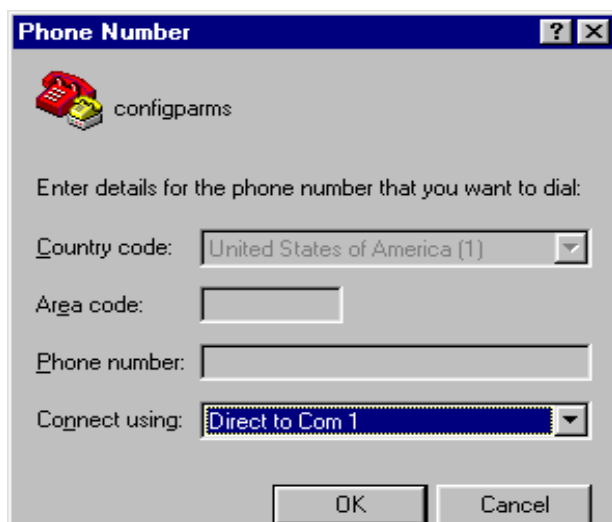 Phone Number
configparms
Enter details for the phone number that you want to dial:
Country code: United States of America (1)
Area code:
Phone number:
Connect using: Direct to Com 1
OK Cancel